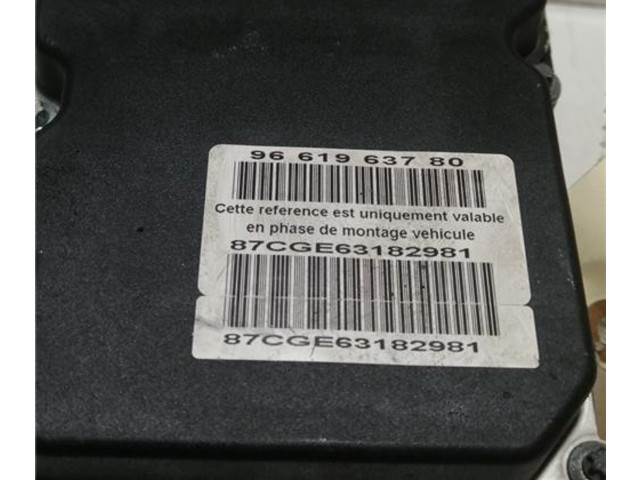 96 619 637 80
Cette reference est uniquement valable
en phase de montage vehicule
87CGE63182981
87CGE63182981